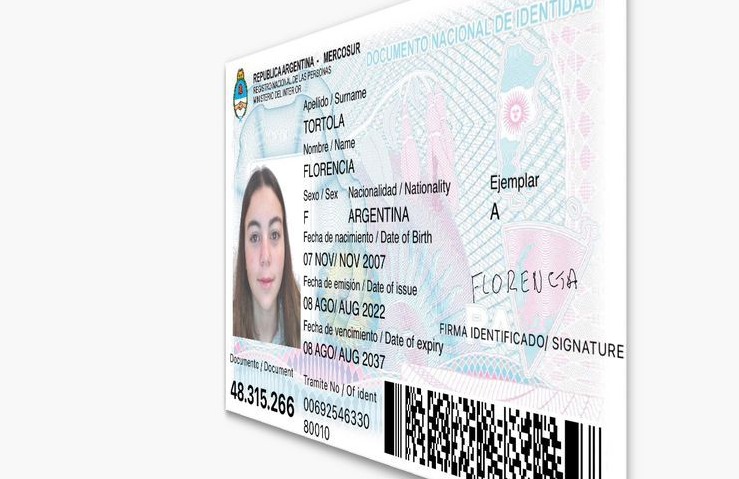 REPUBLICA ARGENTINA - MERCOSUR
REGISTRO NACIONAL DE LAS PERSONAS
MINISTERIO DEL INTERIOR
DOCUMENTO NACIONAL DE IDENTIDAD
Apellido / Surname
TORTOLA
Nombre / Name
FLORENCIA
Sexo / Sex Nacionalidad / Nationality
F ARGENTINA
Ejemplar
A
Fecha de nacimiento / Date of Birth
07 NOV/ NOV 2007
Fecha de emisión / Date of issue
08 AGO/ AUG 2022
Fecha de vencimiento / Date of expiry
08 AGO/ AUG 2037
FLORENCIA
FIRMA IDENTIFICADO/ SIGNATURE
Documento / Document
48.315.266
Tramite No / Of ident
00692546330
80010